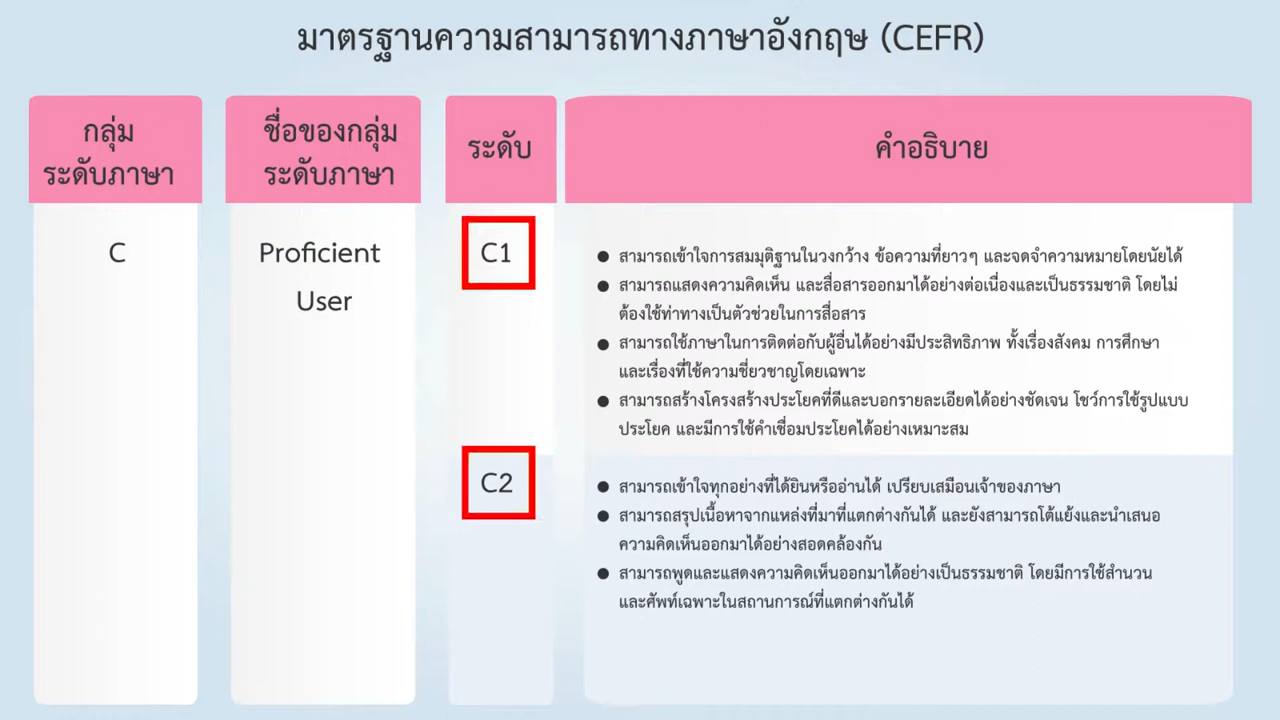 มาตรฐานความสามารถทางภาษาอังกฤษ (CEFR)
กลุ่ม
ระดับภาษา
ชื่อของกลุ่ม
ระดับภาษา
ระดับ
คำอธิบาย
C
Proficient
User
C1
● สามารถเข้าใจการสมมุติฐานในวงกว้าง ข้อความที่ยาวๆ และจดจำความหมายโดยนัยได้
● สามารถแสดงความคิดเห็น และสื่อสารออกมาได้อย่างต่อเนื่องและเป็นธรรมชาติ โดยไม่
ต้องใช้ท่าทางเป็นตัวช่วยในการสื่อสาร
● สามารถใช้ภาษาในการติดต่อกับผู้อื่นได้อย่างมีประสิทธิภาพ ทั้งเรื่องสังคม การศึกษา
และเรื่องที่ใช้ความชี่ยวชาญโดยเฉพาะ
● สามารถสร้างโครงสร้างประโยคที่ดีและบอกรายละเอียดได้อย่างชัดเจน โชว์การใช้รูปแบบ
ประโยค และมีการใช้คำเชื่อมประโยคได้อย่างเหมาะสม
C2
● สามารถเข้าใจทุกอย่างที่ได้ยินหรืออ่านได้ เปรียบเสมือนเจ้าของภาษา
● สามารถสรุปเนื้อหาจากแหล่งที่มาที่แตกต่างกันได้ และยังสามารถโต้แย้งและนำเสนอ
ความคิดเห็นออกมาได้อย่างสอดคล้องกัน
● สามารถพูดและแสดงความคิดเห็นออกมาได้อย่างเป็นธรรมชาติ โดยมีการใช้สำนวน
และศัพท์เฉพาะในสถานการณ์ที่แตกต่างกันได้